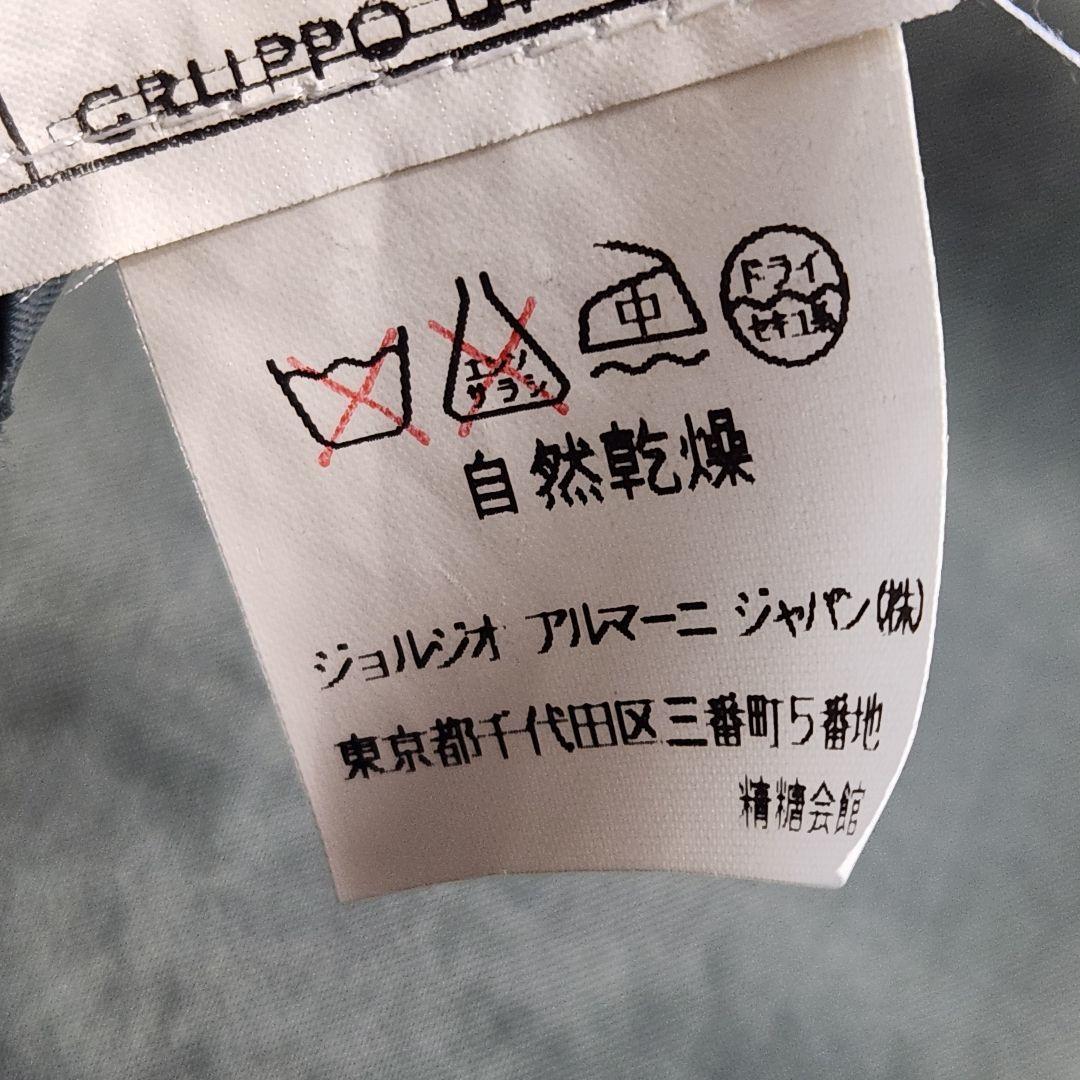 GRUPPO
エンソ
サラシ
中
ドライ
セキユ系
自然乾燥
ジョルジオ アルマーニ ジャパン(株)
東京都千代田区三番町5番地
精糖会館